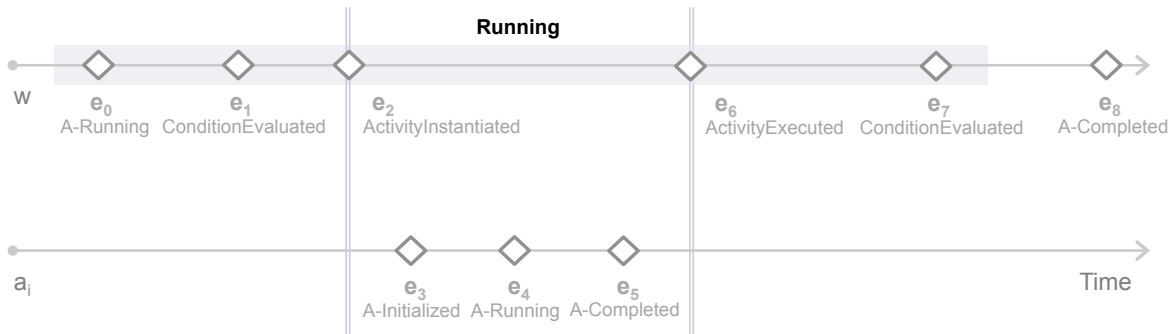 Running
w
e0 e1 e2 e6 e7 e8
A-Running ConditionEvaluated ActivityInstantiated ActivityExecuted ConditionEvaluated A-Completed
ai Time
e3 e4 e5
A-Initialized A-Running A-Completed